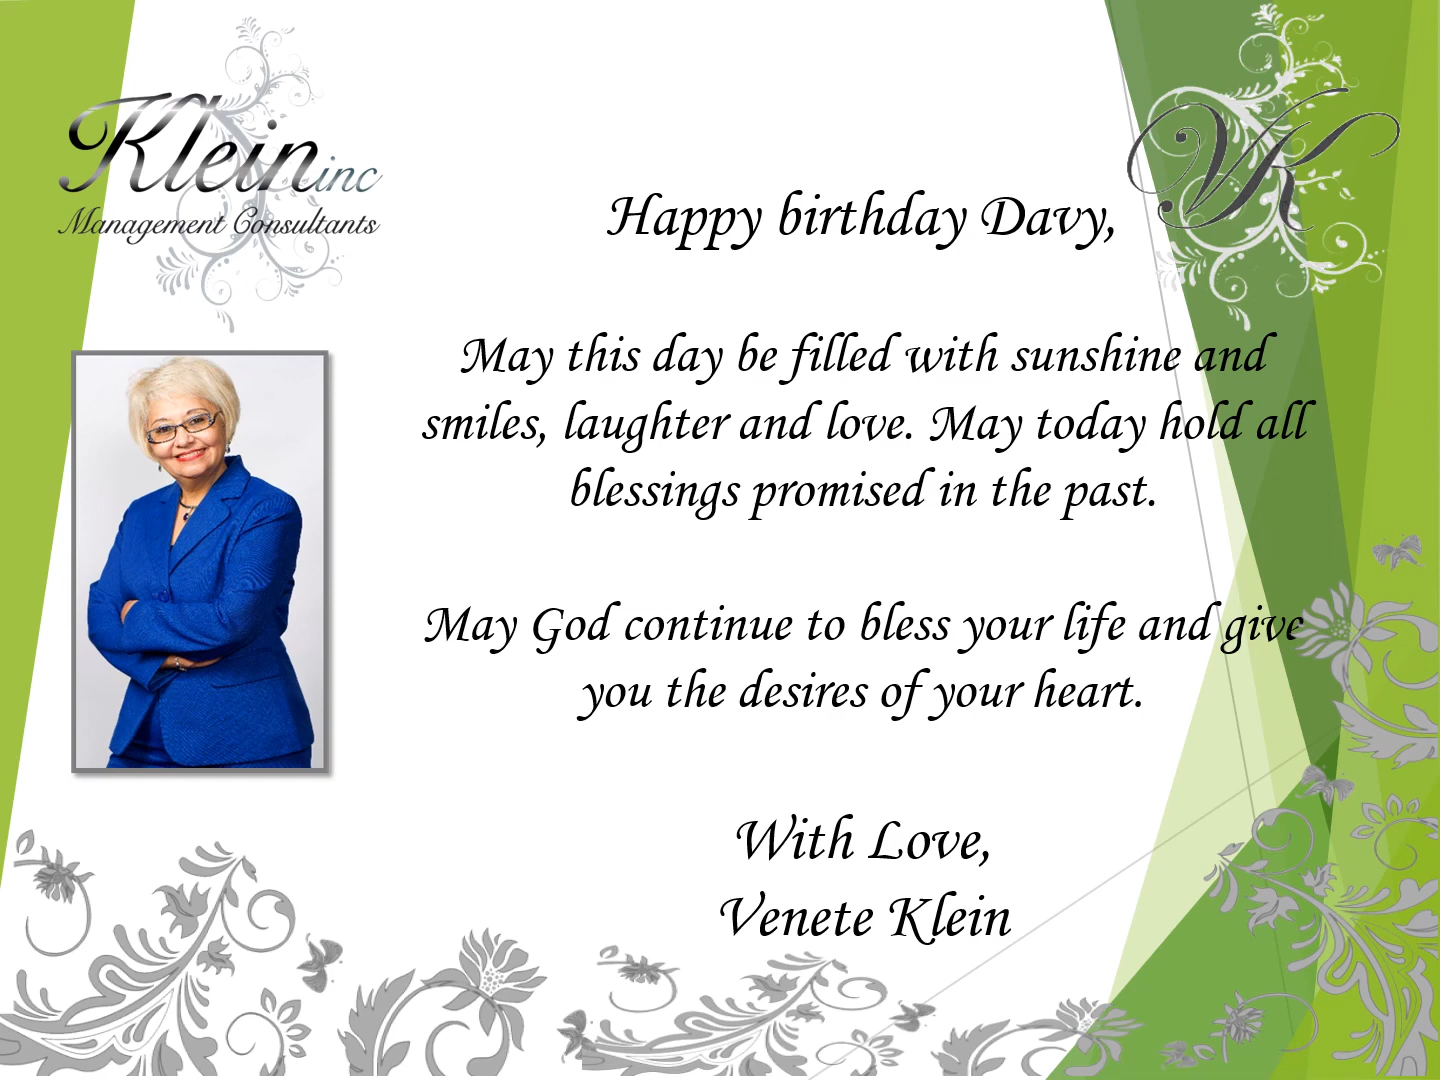 Klein inc
Management Consultants
VK
Happy birthday Davy,
May this day be filled with sunshine and
smiles, laughter and love. May today hold all
blessings promised in the past.
May God continue to bless your life and give
you the desires of your heart.
With Love,
Venete Klein